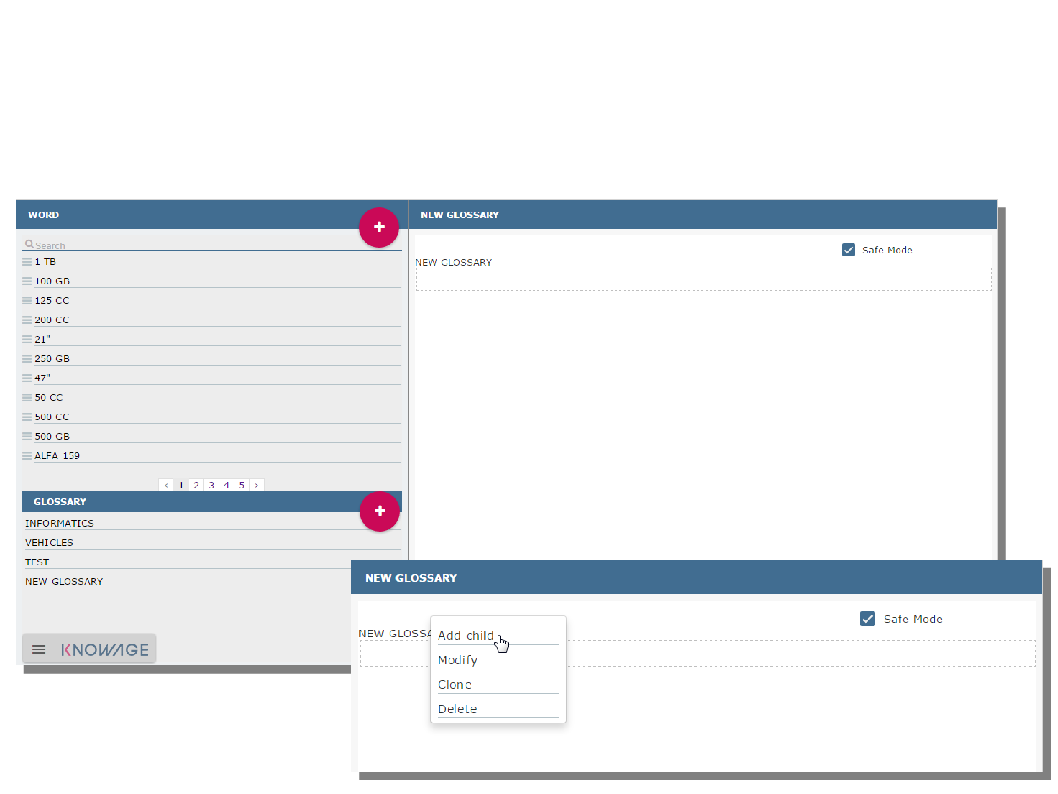 WORD
Search
1 TB
100 GB
125 CC
200 CC
21"
250 GB
47"
50 CC
500 CC
500 GB
ALFA 159
‹ 1 2 3 4 5 ›
GLOSSARY
INFORMATICS
VEHICLES
TEST
NEW GLOSSARY
KNOWAGE
NEW GLOSSARY
Safe Mode
NEW GLOSSARY
NEW GLOSSARY
Safe Mode
NEW GLOSSA
Add child
Modify
Clone
Delete